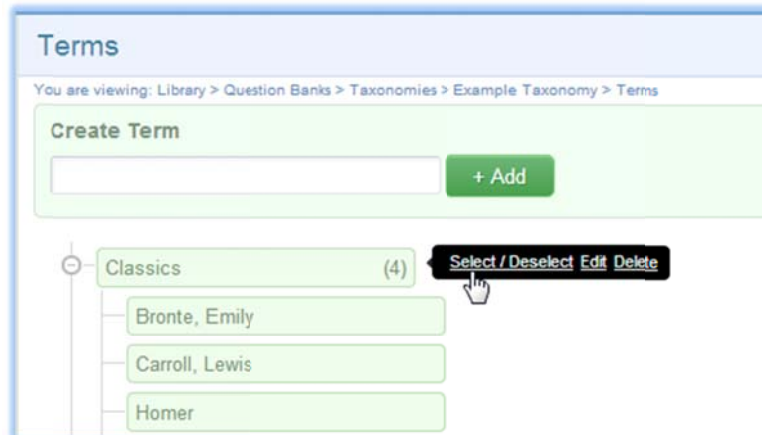 Terms
You are viewing: Library > Question Banks > Taxonomies > Example Taxonomy > Terms
Create Term
+ Add
Classics (4) Select / Deselect Edit Delete
Bronte, Emily
Carroll, Lewis
Homer